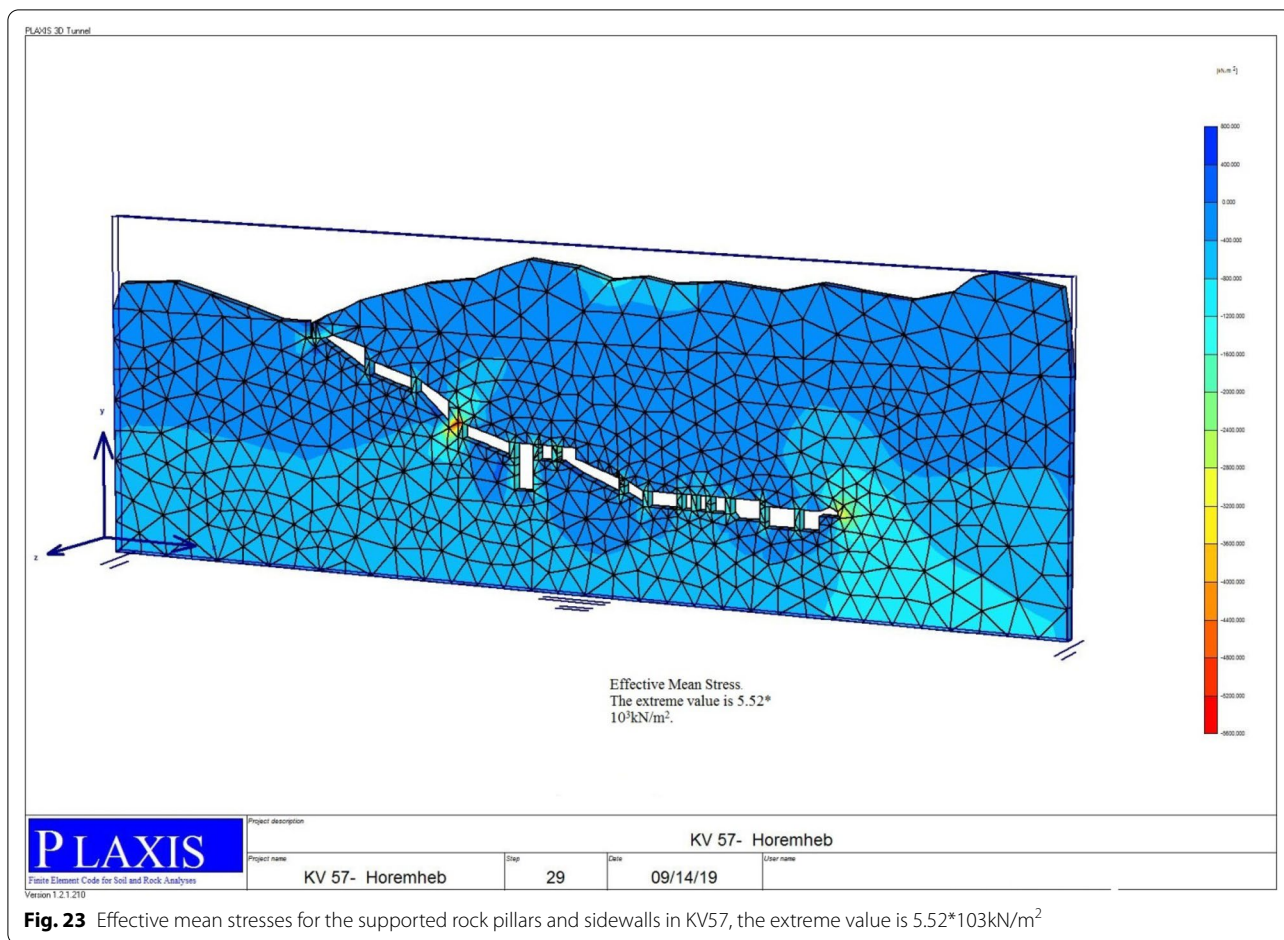 PLAXIS 3D Tunnel
[kN/m²]
800.000
400.000
0.000
-400.000
-800.000
-1200.000
-1600.000
-2000.000
-2400.000
-2800.000
-3200.000
-3600.000
-4000.000
-4400.000
-4800.000
-5200.000
-5600.000
y
z
Effective Mean Stress.
The extreme value is 5.52*
10³kN/m².
PLAXIS
Finite Element Code for Soil and Rock Analyses
Version 1.2.1.210
Project description
KV 57- Horemheb
Project name
KV 57- Horemheb
Step
29
Date
09/14/19
User name
Fig. 23 Effective mean stresses for the supported rock pillars and sidewalls in KV57, the extreme value is 5.52*103kN/m²